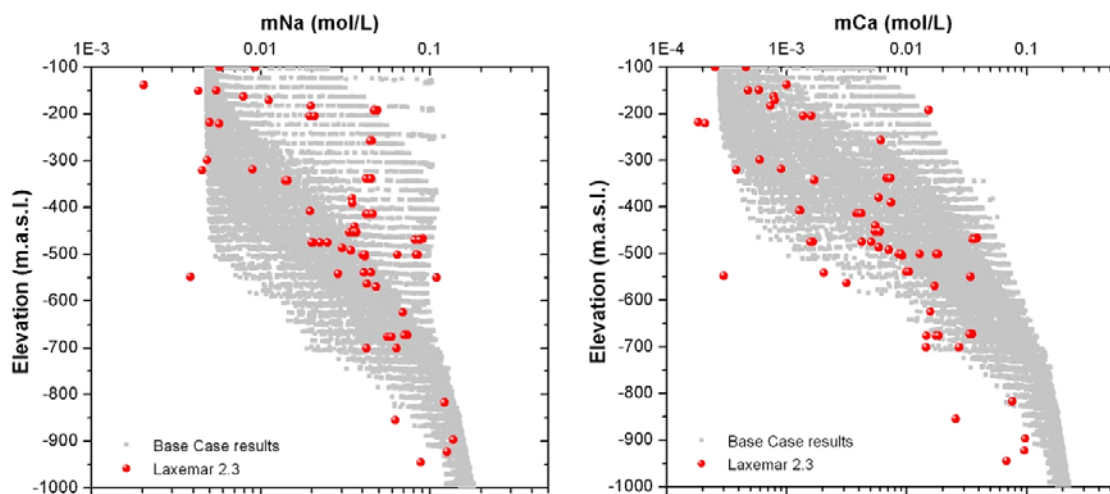 mNa (mol/L)
1E-3 0.01 0.1
Elevation (m.a.s.l.)
-100
-200
-300
-400
-500
-600
-700
-800
-900
-1000
Base Case results
Laxemar 2.3
mCa (mol/L)
1E-4 1E-3 0.01 0.1
Elevation (m.a.s.l.)
-100
-200
-300
-400
-500
-600
-700
-800
-900
-1000
Base Case results
Laxemar 2.3